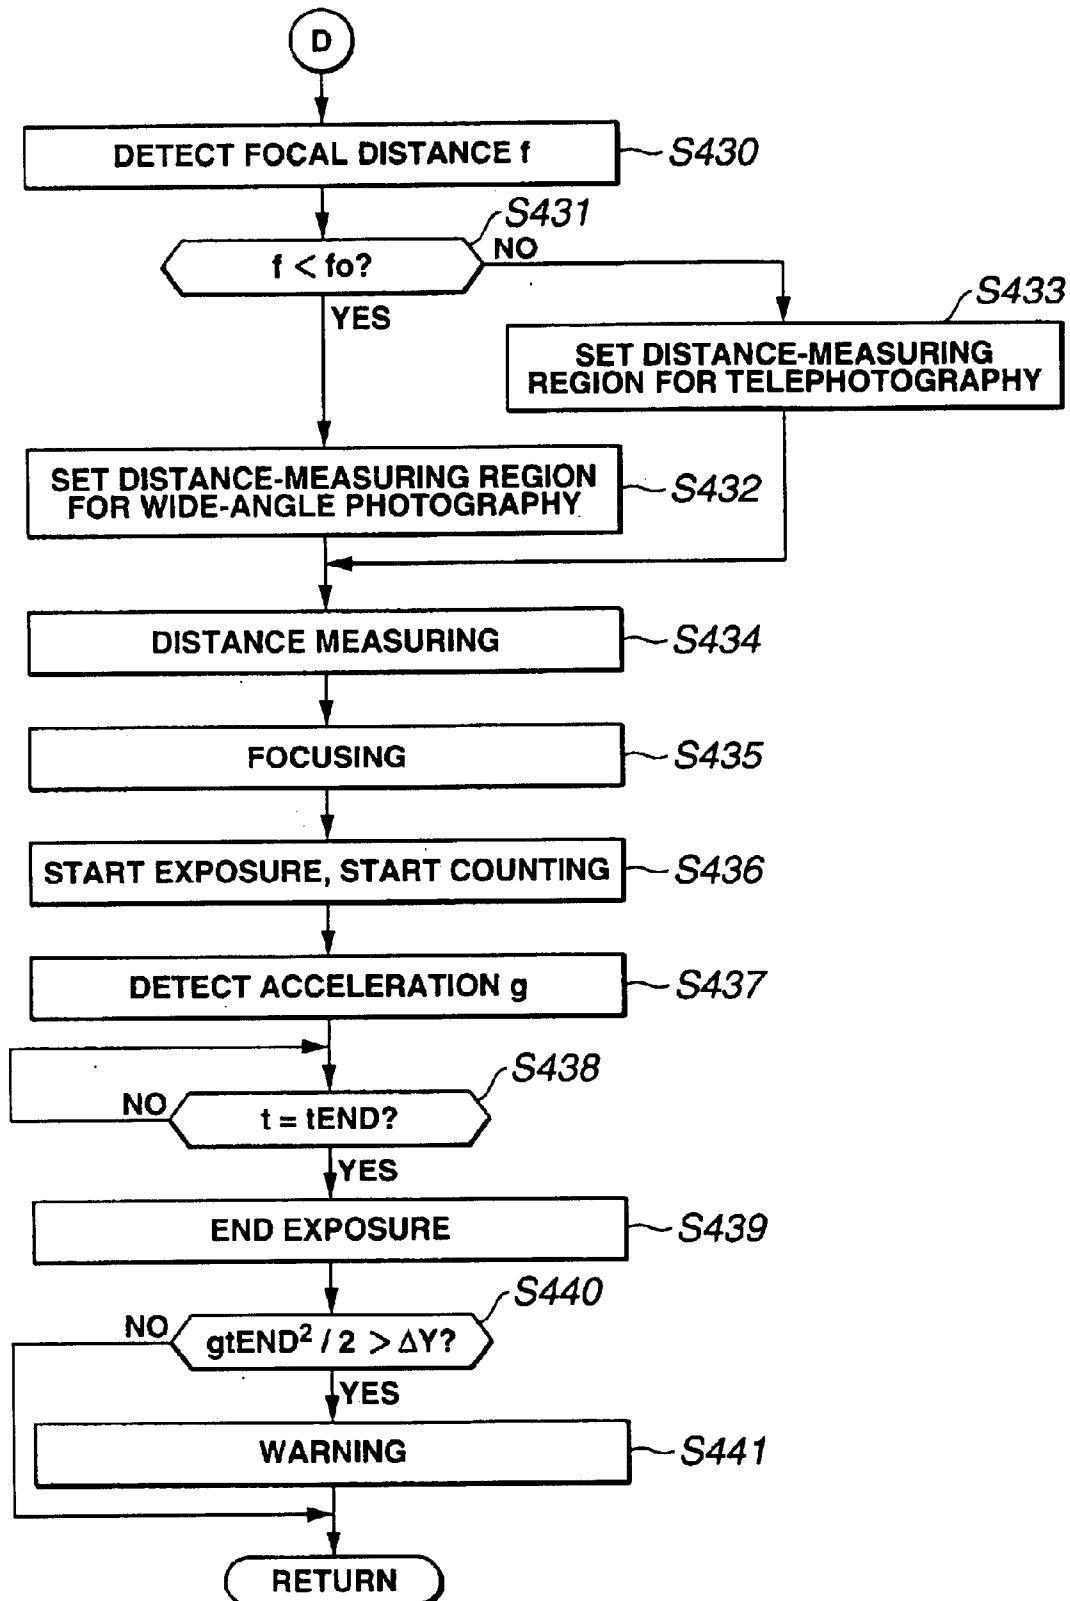 D
DETECT FOCAL DISTANCE f
S430
S431
f < fo?
NO
YES
S433
SET DISTANCE-MEASURING
REGION FOR TELEPHOTOGRAPHY
SET DISTANCE-MEASURING REGION
FOR WIDE-ANGLE PHOTOGRAPHY
S432
DISTANCE MEASURING
S434
FOCUSING
S435
START EXPOSURE, START COUNTING
S436
DETECT ACCELERATION g
S437
S438
NO
t = tEND?
YES
END EXPOSURE
S439
S440
NO
gtEND² / 2 > ΔY?
YES
WARNING
S441
RETURN